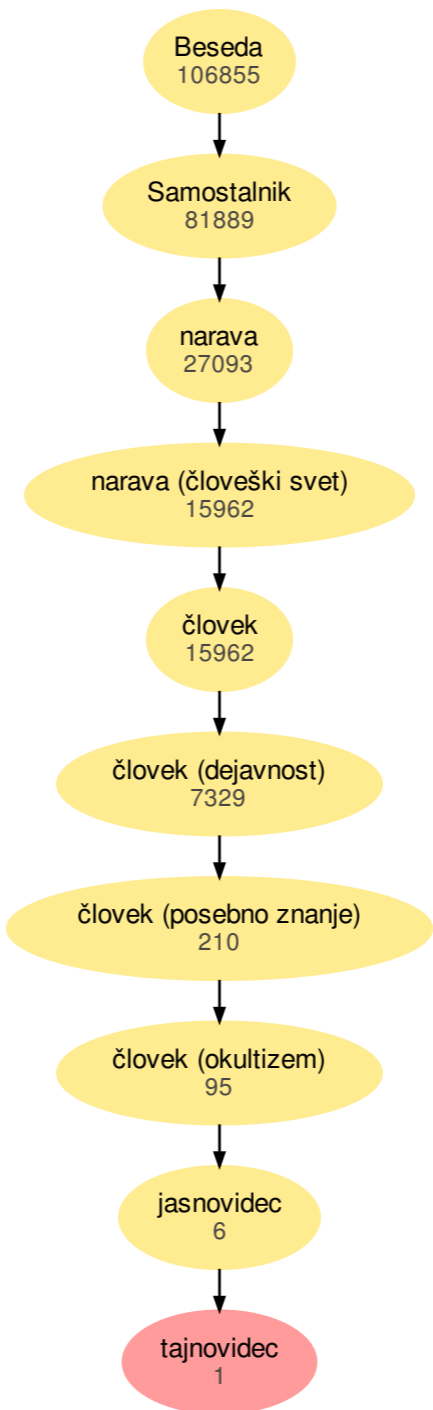 Beseda
106855
Samostalnik
81889
narava
27093
narava (človeški svet)
15962
človek
15962
človek (dejavnost)
7329
človek (posebno znanje)
210
človek (okultizem)
95
jasnovidec
6
tajnovidec
1